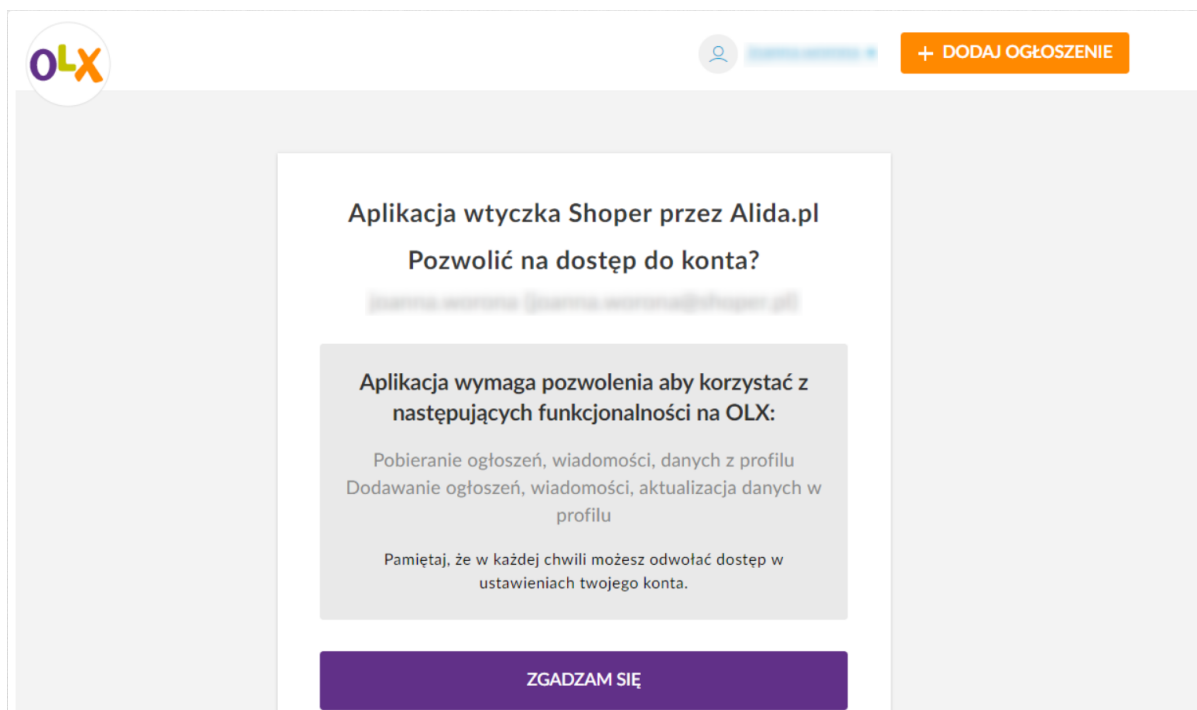 OLX
+ DODAJ OGŁOSZENIE
Aplikacja wtyczka Shoper przez Alida.pl
Pozwolić na dostęp do konta?
Aplikacja wymaga pozwolenia aby korzystać z
następujących funkcjonalności na OLX:
Pobieranie ogłoszeń, wiadomości, danych z profilu
Dodawanie ogłoszeń, wiadomości, aktualizacja danych w
profilu
Pamiętaj, że w każdej chwili możesz odwołać dostęp w
ustawieniach twojego konta.
ZGADZAM SIĘ